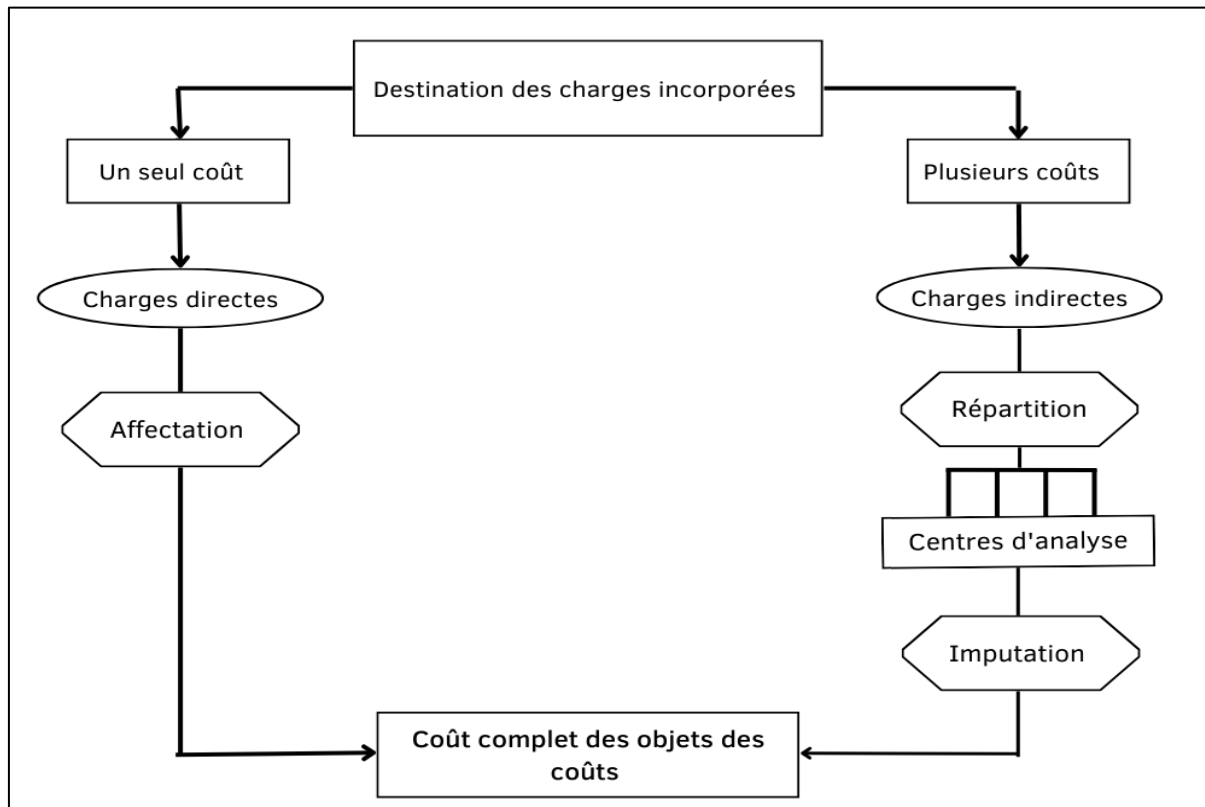 Destination des charges incorporées
Un seul coût
Plusieurs coûts
Charges directes
Charges indirectes
Affectation
Répartition
Centres d'analyse
Imputation
Coût complet des objets des
coûts